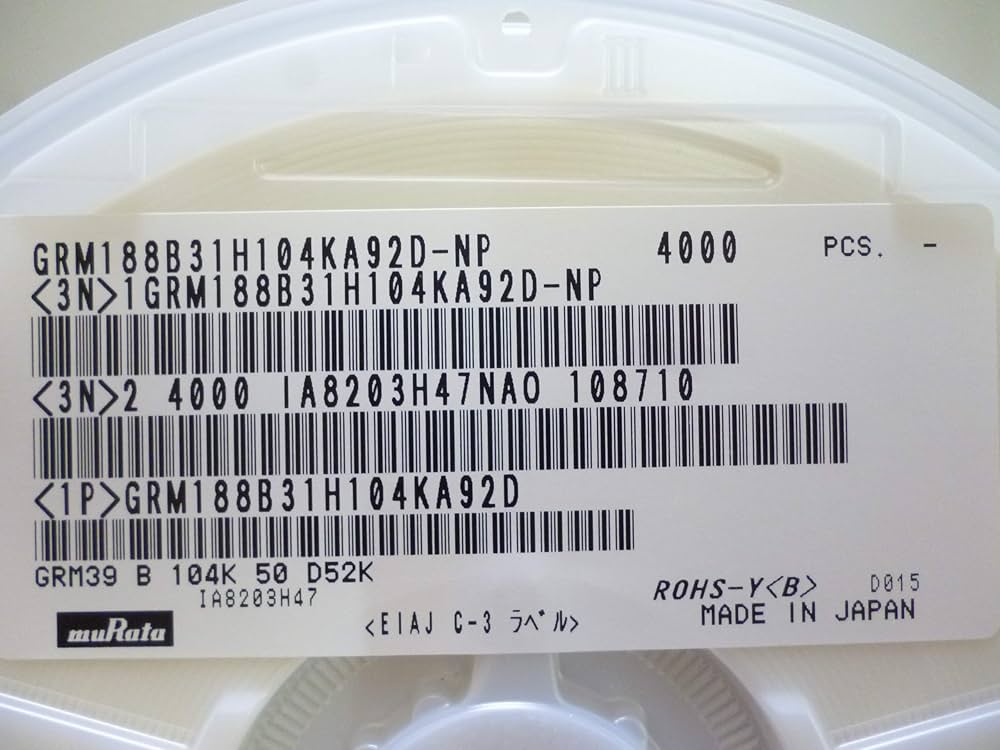 GRM188B31H104KA92D-NP 4000 PCS. -
<3N>1GRM188B31H104KA92D-NP
<3N>2 4000 IA8203H47NA0 108710
<1P>GRM188B31H104KA92D
GRM39 B 104K 50 D52K
IA8203H47
ROHS-Y<B> D015
MADE IN JAPAN
muRata
<EIAJ C-3 ラベル>